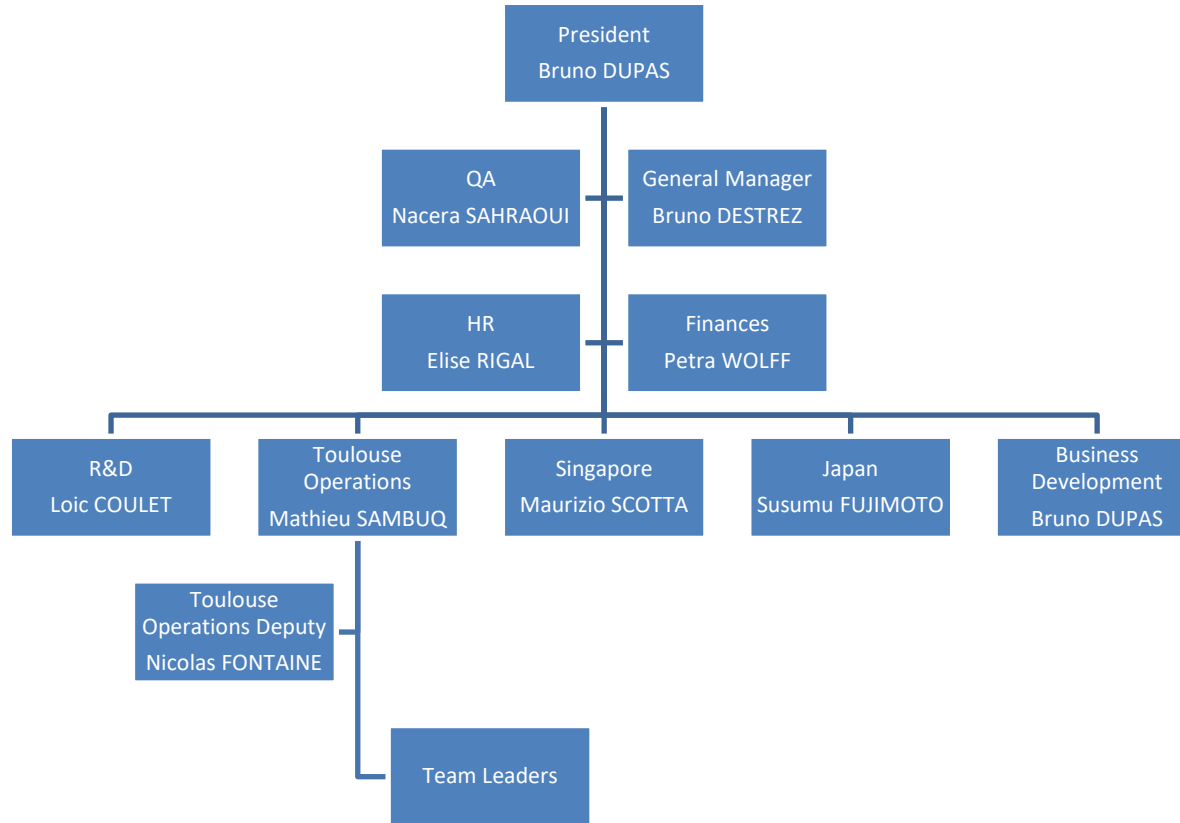 President
Bruno DUPAS
QA
Nacera SAHRAOUI
General Manager
Bruno DESTREZ
HR
Elise RIGAL
Finances
Petra WOLFF
R&D
Loic COULET
Toulouse
Operations
Mathieu SAMBUQ
Singapore
Maurizio SCOTTA
Japan
Susumu FUJIMOTO
Business
Development
Bruno DUPAS
Toulouse
Operations Deputy
Nicolas FONTAINE
Team Leaders